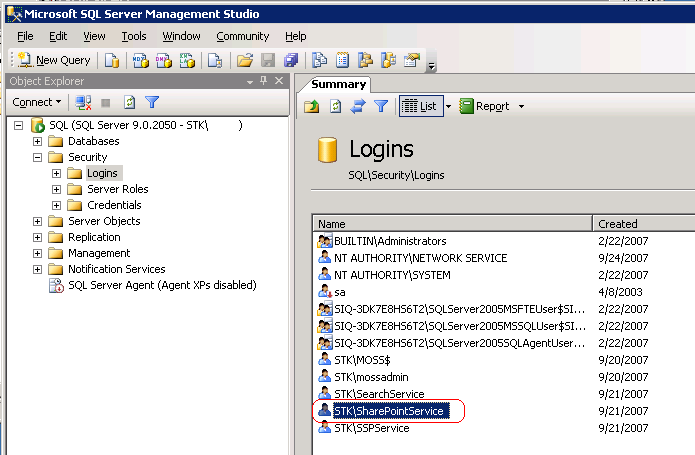 Microsoft SQL Server Management Studio
File Edit View Tools Window Community Help
New Query
Object Explorer
Connect
SQL (SQL Server 9.0.2050 - STK\ )
Databases
Security
Logins
Server Roles
Credentials
Server Objects
Replication
Management
Notification Services
SQL Server Agent (Agent XPs disabled)
Summary
List Report
Logins
SQL\Security\Logins
Name Created
BUILTIN\Administrators 2/22/2007
NT AUTHORITY\NETWORK SERVICE 9/24/2007
NT AUTHORITY\SYSTEM 2/22/2007
sa 4/8/2003
SIQ-3DK7E8HS6T2\SQLServer2005MSFTEUser$SI... 2/22/2007
SIQ-3DK7E8HS6T2\SQLServer2005MSSQLUser$SI... 2/22/2007
SIQ-3DK7E8HS6T2\SQLServer2005SQLAgentUser... 2/22/2007
STK\MOSS$ 9/20/2007
STK\mossadmin 9/20/2007
STK\SearchService 9/21/2007
STK\SharePointService 9/21/2007
STK\SSPService 9/21/2007